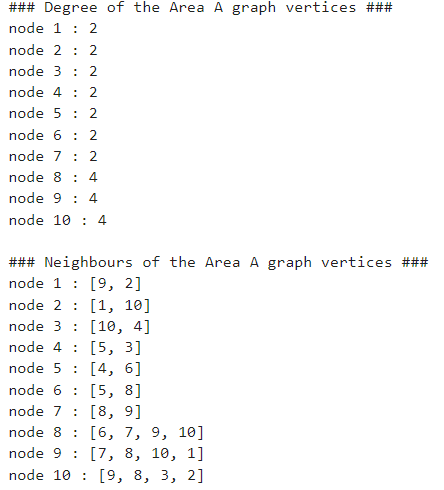 ### Degree of the Area A graph vertices ###
node 1 : 2
node 2 : 2
node 3 : 2
node 4 : 2
node 5 : 2
node 6 : 2
node 7 : 2
node 8 : 4
node 9 : 4
node 10 : 4
### Neighbours of the Area A graph vertices ###
node 1 : [9, 2]
node 2 : [1, 10]
node 3 : [10, 4]
node 4 : [5, 3]
node 5 : [4, 6]
node 6 : [5, 8]
node 7 : [8, 9]
node 8 : [6, 7, 9, 10]
node 9 : [7, 8, 10, 1]
node 10 : [9, 8, 3, 2]